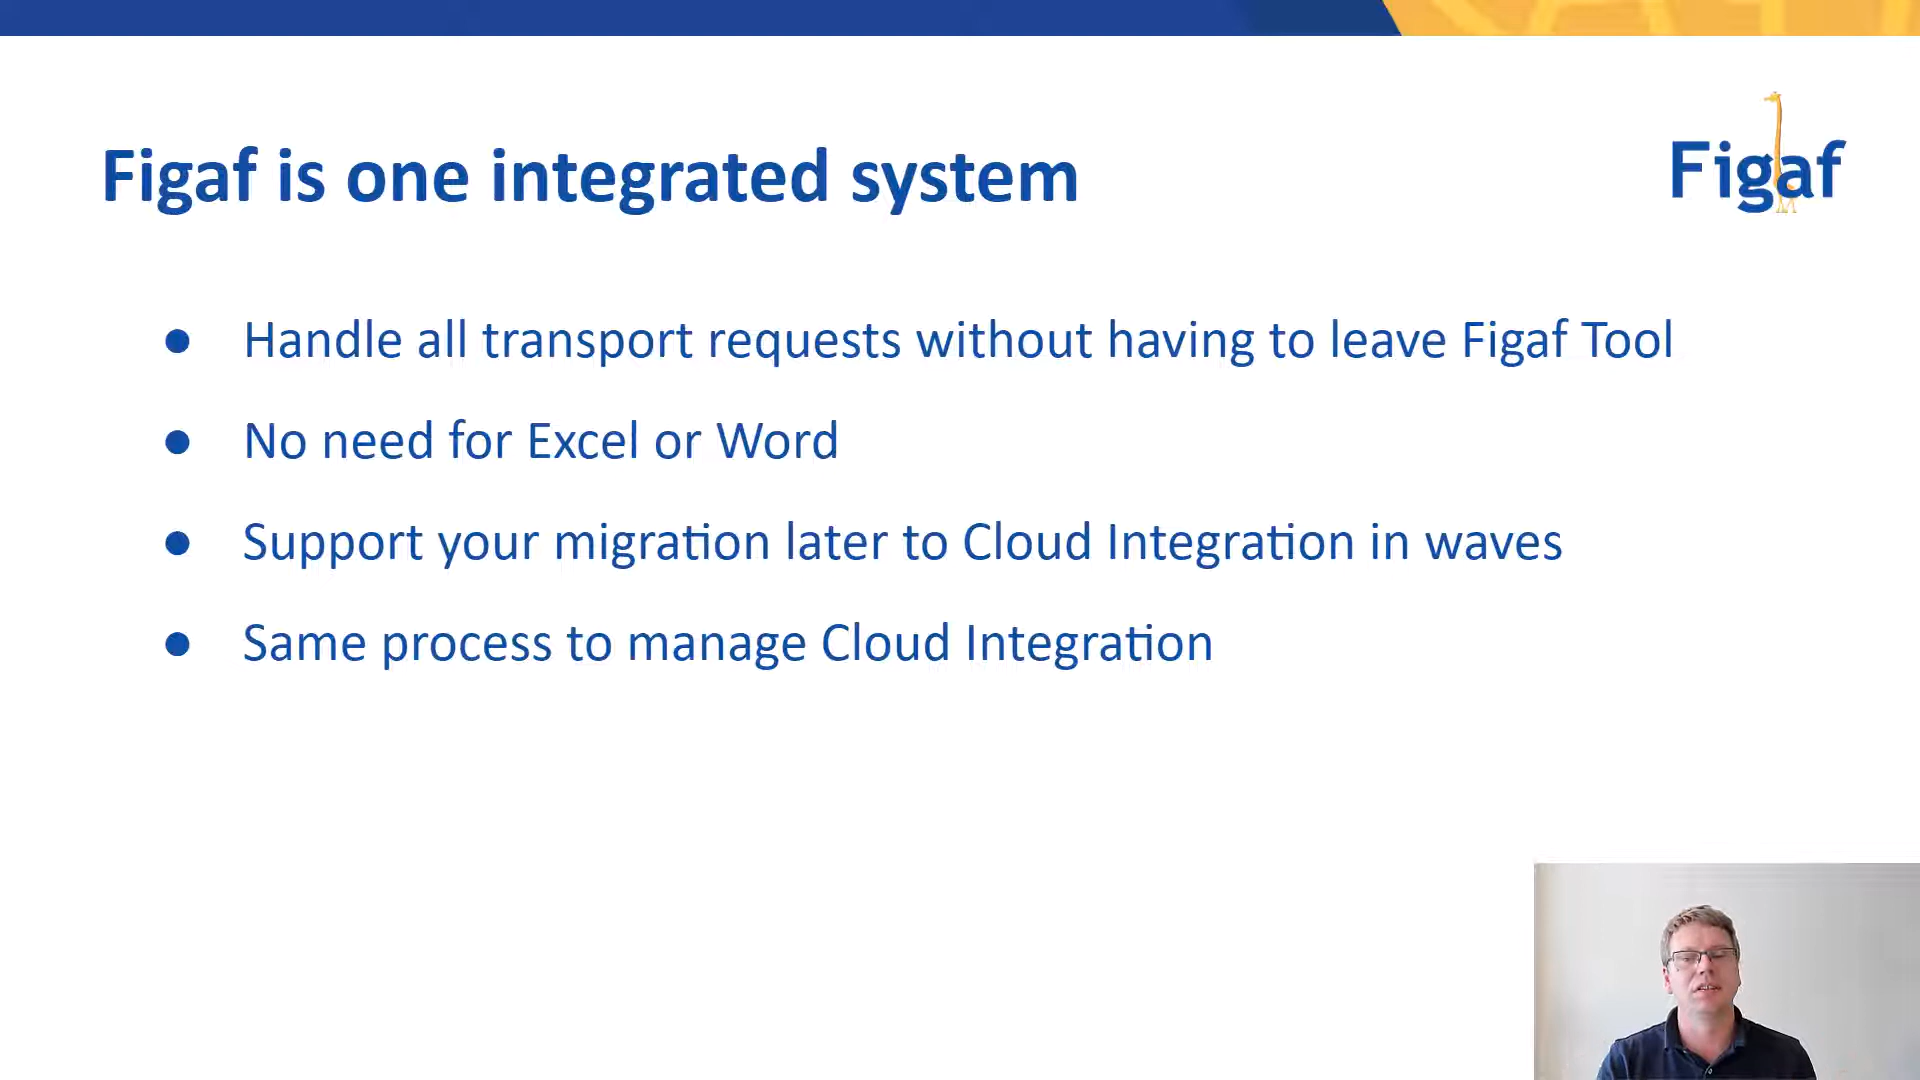 Figaf is one integrated system
Figaf
Handle all transport requests without having to leave Figaf Tool
No need for Excel or Word
Support your migration later to Cloud Integration in waves
Same process to manage Cloud Integration